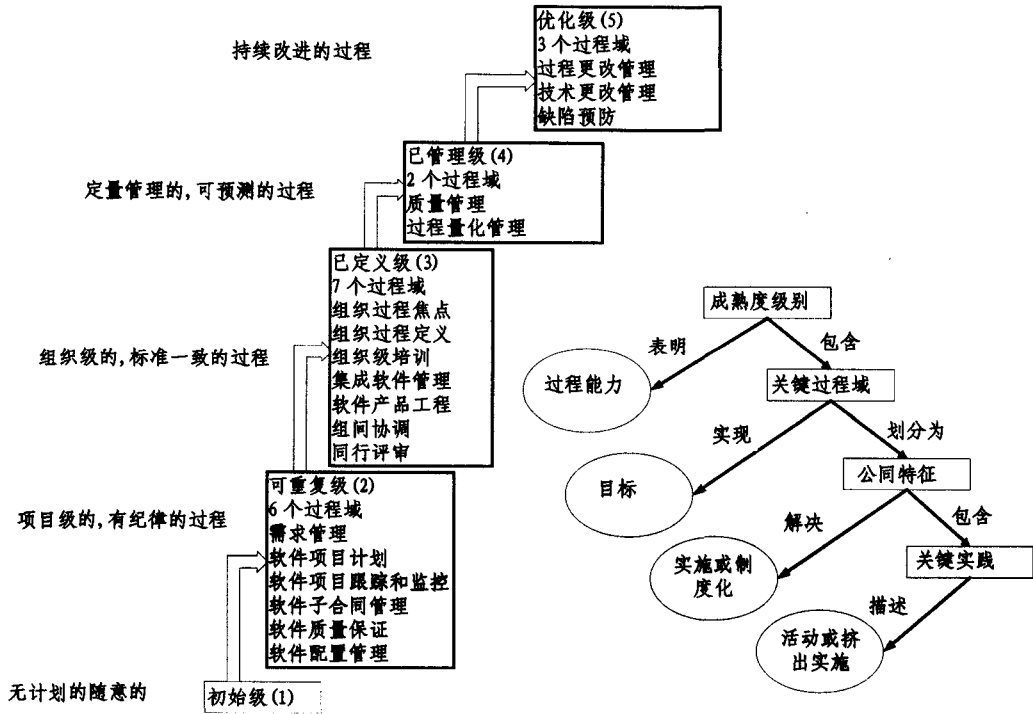 持续改进的过程
优化级(5)
3个过程域
过程更改管理
技术更改管理
缺陷预防
定量管理的,可预测的过程
已管理级(4)
2个过程域
质量管理
过程量化管理
组织级的,标准一致的过程
已定义级(3)
7个过程域
组织过程焦点
组织过程定义
组织级培训
集成软件管理
软件产品工程
组间协调
同行评审
项目级的,有纪律的过程
可重复级(2)
6个过程域
需求管理
软件项目计划
软件项目跟踪和监控
软件子合同管理
软件质量保证
软件配置管理
无计划的随意的
初始级(1)
成熟度级别
表明
包含
过程能力
关键过程域
实现
划分为
目标
公同特征
解决
包含
实施或制
度化
关键实践
描述
活动或挤
出实施